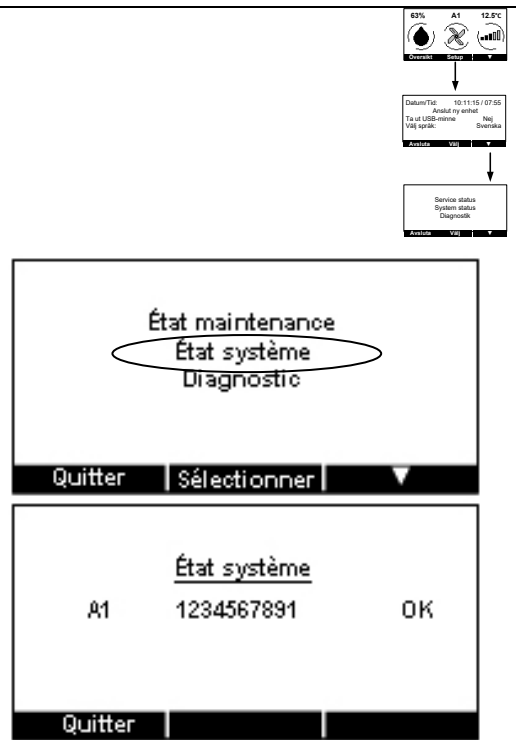 63% A1 12.5°C
Översikt Setup ▼
Datum/Tid: 10:11:15 / 07:55
Anslut ny enhet
Ta ut USB-minne Nej
Välj språk: Svenska
Avsluta Välj ▼
Service status
System status
Diagnostik
Avsluta Välj ▼
État maintenance
État système
Diagnostic
Quitter Sélectionner ▼
État système
A1 1234567891 OK
Quitter